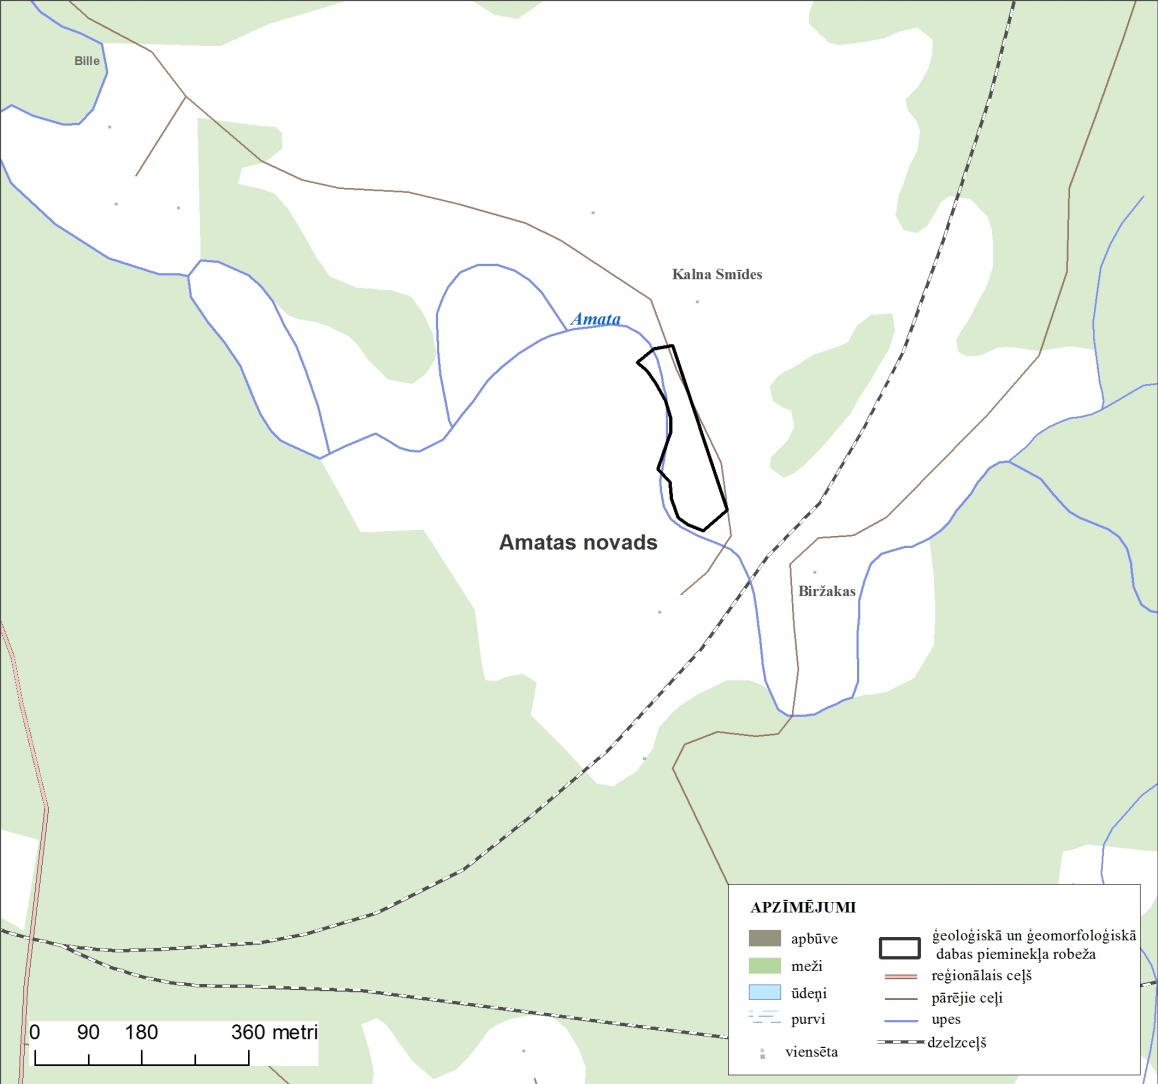 Bille
Kalna Smīdes
Amata
Amatas novads
Biržakas
APZĪMĒJUMI
apbūve
meži
ūdeņi
purvi
viensēta
ģeoloģiskā un ģeomorfoloģiskā
dabas pieminekļa robeža
reģionālais ceļš
pārējie ceļi
upes
dzelzceļš
0 90 180 360 metri